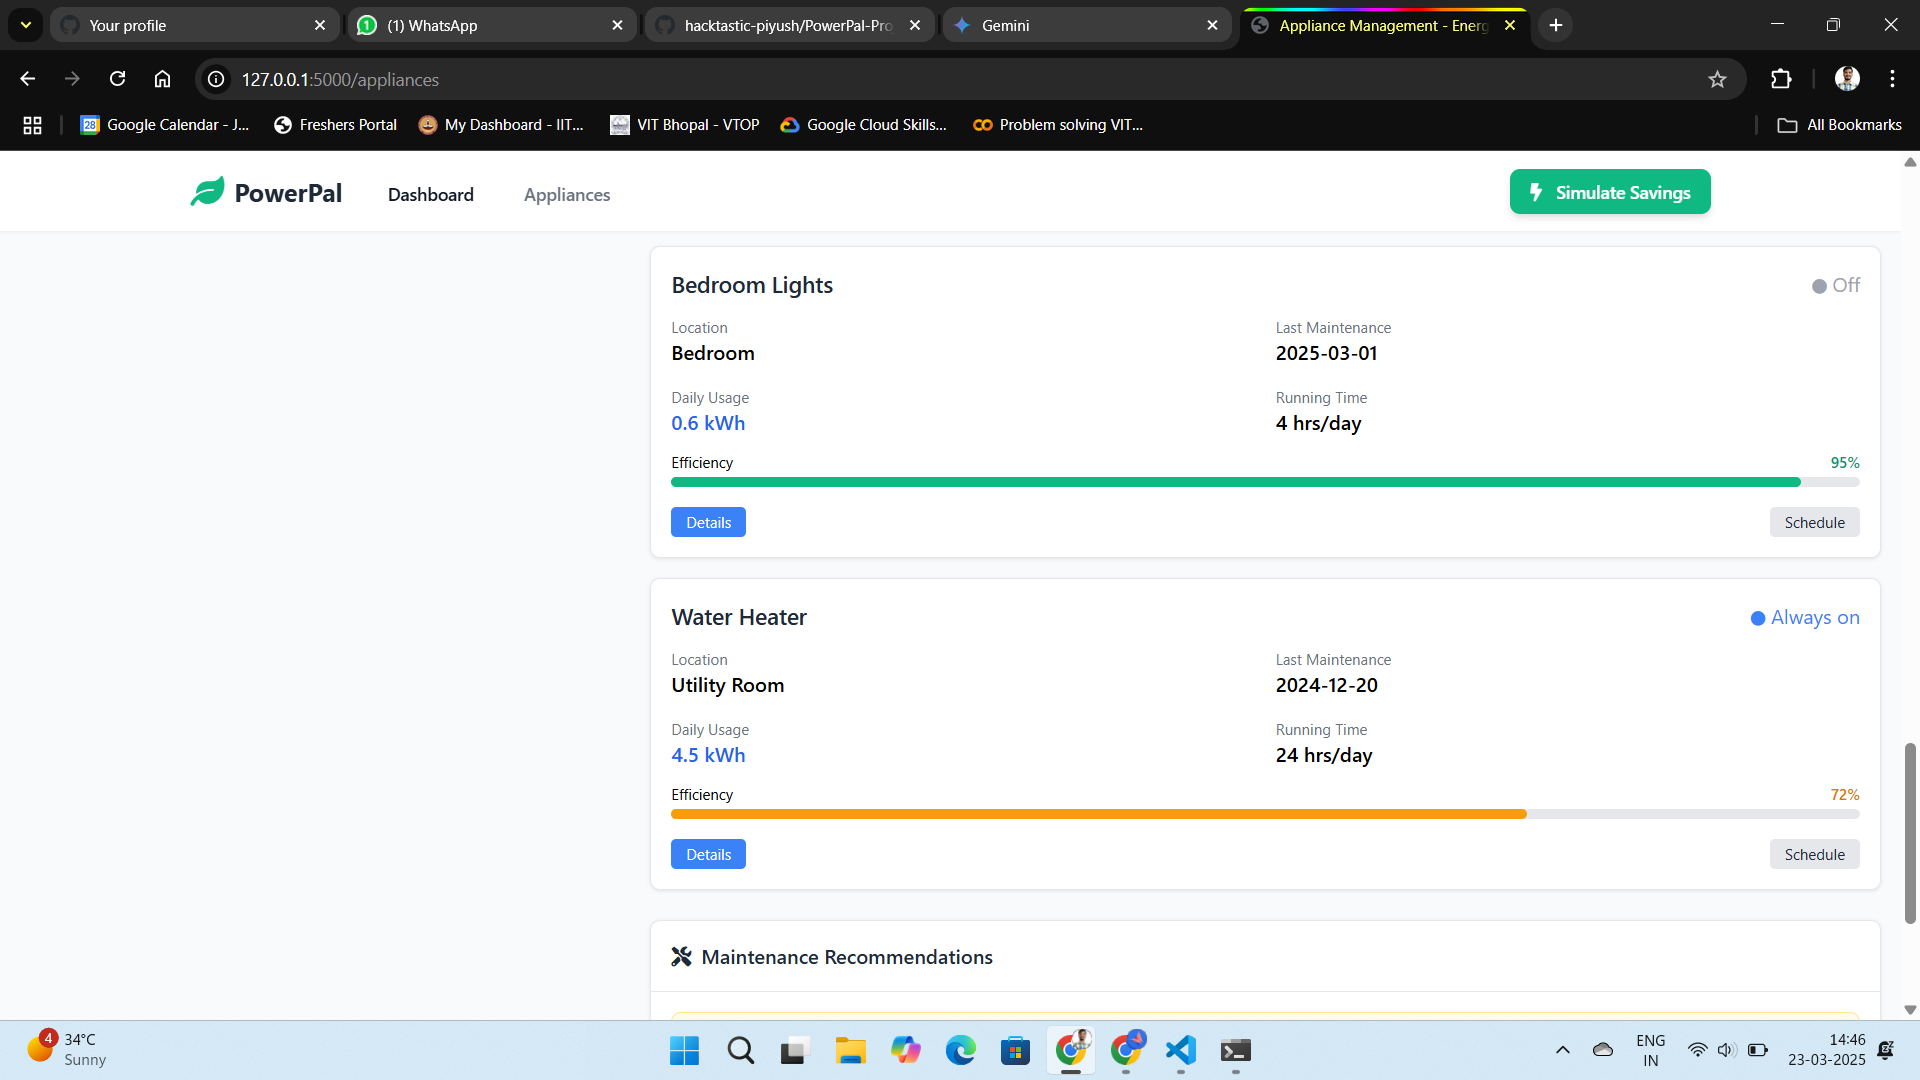 Your profile
(1) WhatsApp
hacktastic-piyush/PowerPal-Pro
Gemini
Appliance Management - Energ
127.0.0.1:5000/appliances
Google Calendar - J...
Freshers Portal
My Dashboard - IIT...
VIT Bhopal - VTOP
Google Cloud Skills...
Problem solving VIT...
All Bookmarks
PowerPal
Dashboard
Appliances
Simulate Savings
Bedroom Lights
Off
Location
Last Maintenance
Bedroom
2025-03-01
Daily Usage
Running Time
0.6 kWh
4 hrs/day
Efficiency
95%
Details
Schedule
Water Heater
Always on
Location
Last Maintenance
Utility Room
2024-12-20
Daily Usage
Running Time
4.5 kWh
24 hrs/day
Efficiency
72%
Details
Schedule
Maintenance Recommendations
4
34°C
Sunny
ENG
IN
14:46
23-03-2025